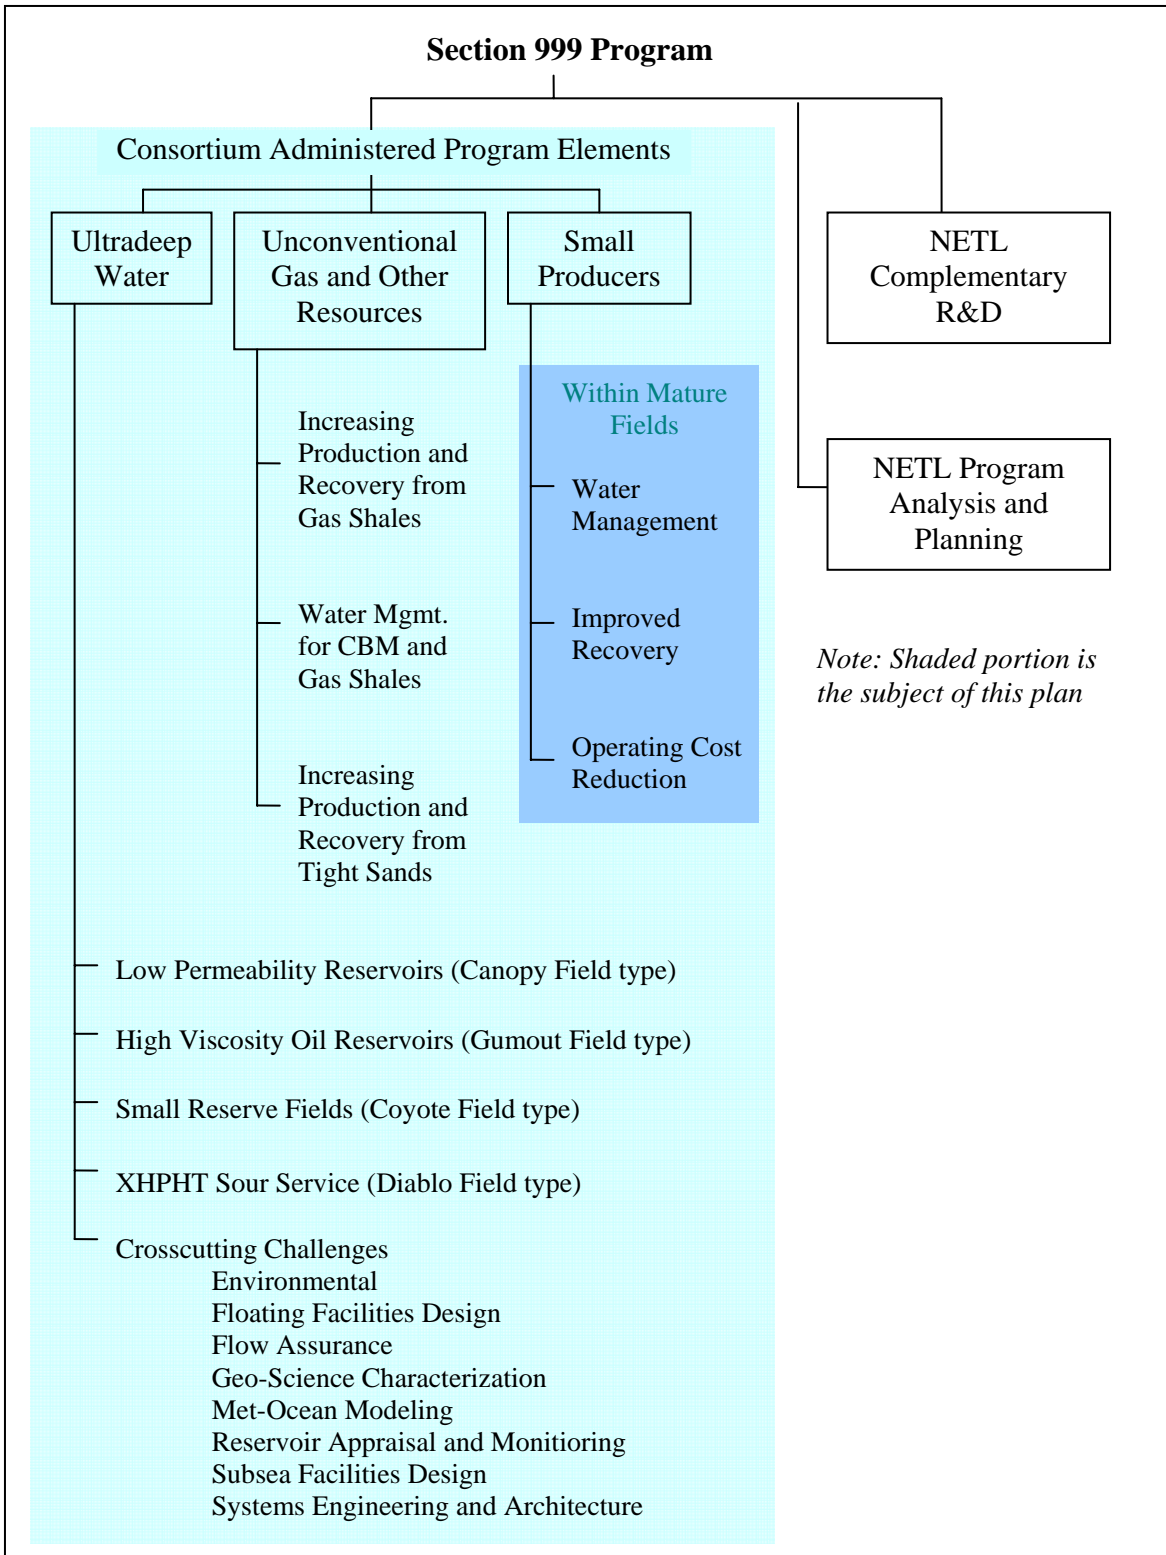 Section 999 Program
Consortium Administered Program Elements
Ultradeep
Water
Unconventional
Gas and Other
Resources
Small
Producers
NETL
Complementary
R&D
Within Mature
Fields
Increasing
Production and
Recovery from
Gas Shales
Water
Management
NETL Program
Analysis and
Planning
Water Mgmt.
for CBM and
Gas Shales
Improved
Recovery
Note: Shaded portion is
the subject of this plan
Increasing
Production and
Recovery from
Tight Sands
Operating Cost
Reduction
Low Permeability Reservoirs (Canopy Field type)
High Viscosity Oil Reservoirs (Gumout Field type)
Small Reserve Fields (Coyote Field type)
XHPHT Sour Service (Diablo Field type)
Crosscutting Challenges
Environmental
Floating Facilities Design
Flow Assurance
Geo-Science Characterization
Met-Ocean Modeling
Reservoir Appraisal and Monitioring
Subsea Facilities Design
Systems Engineering and Architecture